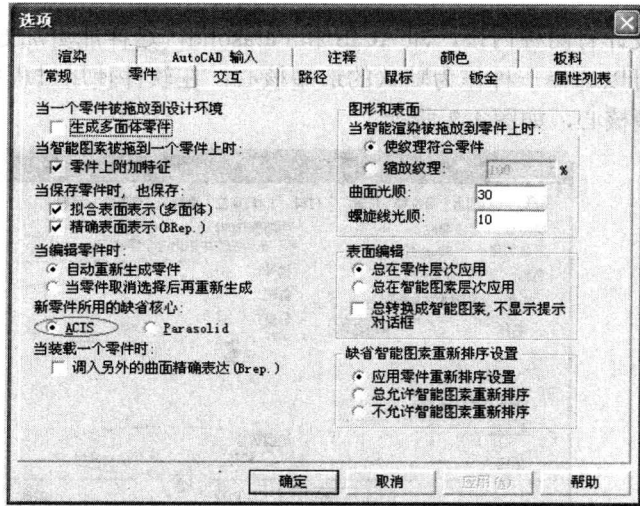 选项
渲染 AutoCAD 输入 注释 颜色 板料
常规 零件 交互 路径 鼠标 钣金 属性列表
当一个零件被拖放到设计环境
生成多面体零件
当智能图素被拖到一个零件上时:
零件上附加特征
当保存零件时, 也保存:
拟合表面表示(多面体)
精确表面表示(BRep.)
当编辑零件时:
自动重新生成零件
当零件取消选择后再重新生成
新零件所用的缺省核心:
ACIS Parasolid
当装载一个零件时:
调入另外的曲面精确表达(Brep.)
图形和表面
当智能渲染被拖放到零件上时:
使纹理符合零件
缩放纹理: 100 %
曲面光顺: 30
螺旋线光顺: 10
表面编辑
总在零件层次应用
总在智能图素层次应用
总转换成智能图素, 不显示提示
对话框
缺省智能图素重新排序设置
应用零件重新排序设置
总允许智能图素重新排序
不允许智能图素重新排序
确定 取消 应用(A) 帮助